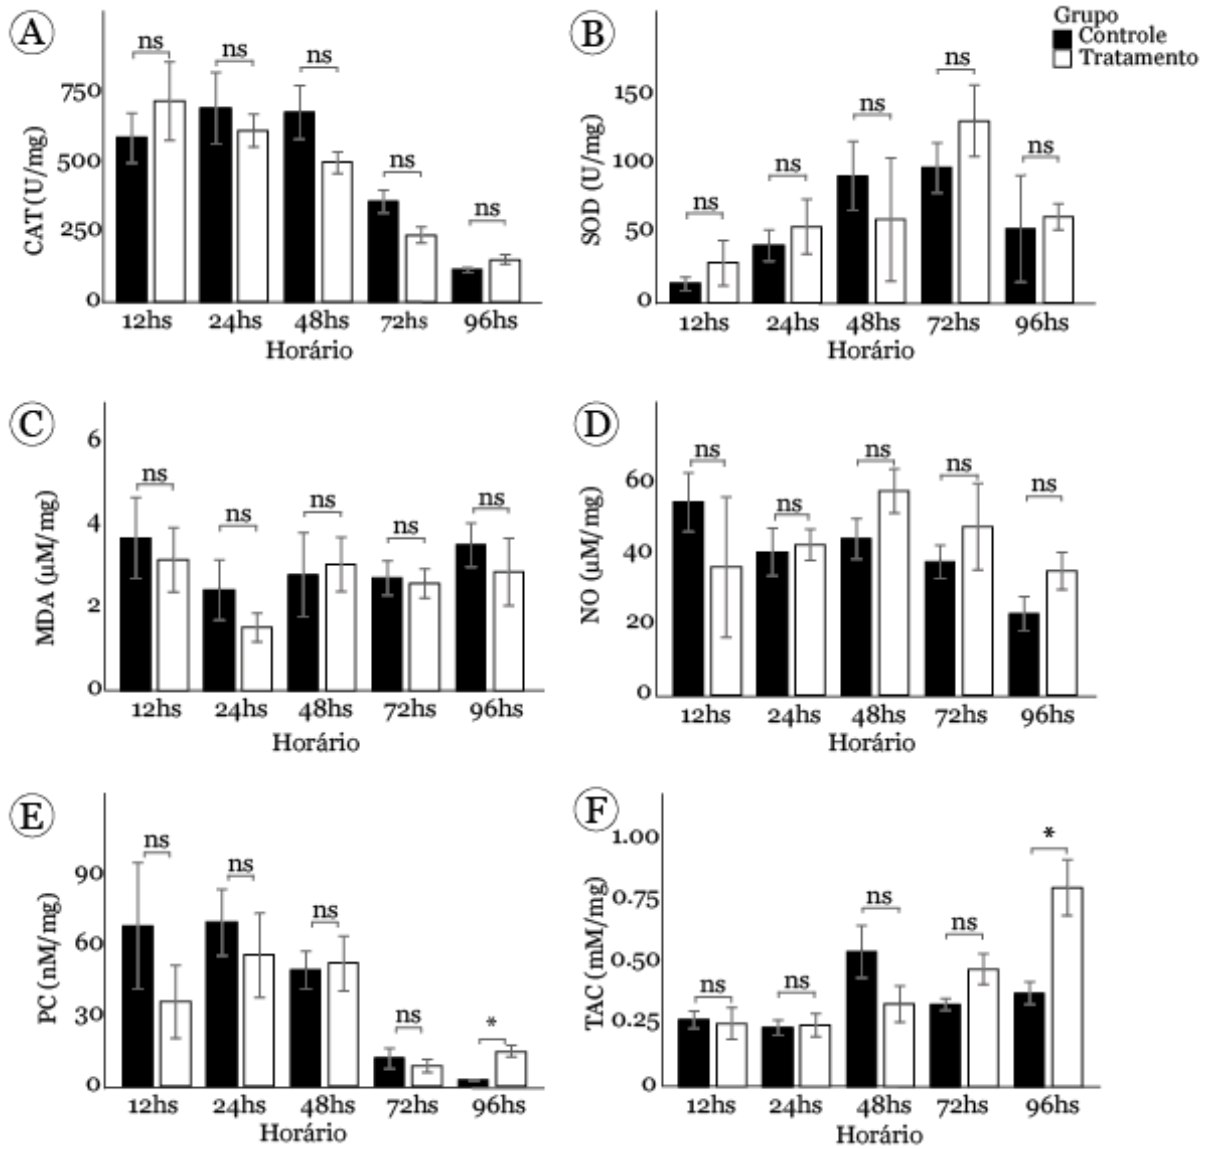 Grupo
Controle
Tratamento
A
CAT (U/mg)
750
500
250
0
ns ns ns ns ns
12hs 24hs 48hs 72hs 96hs
Horário
B
SOD (U/mg)
150
100
50
0
ns ns ns ns ns
12hs 24hs 48hs 72hs 96hs
Horário
C
MDA (µM/mg)
6
4
2
0
ns ns ns ns ns
12hs 24hs 48hs 72hs 96hs
Horário
D
NO (µM/mg)
60
40
20
0
ns ns ns ns ns
12hs 24hs 48hs 72hs 96hs
Horário
E
PC (nM/mg)
90
60
30
0
ns ns ns ns *
12hs 24hs 48hs 72hs 96hs
Horário
F
TAC (mM/mg)
1.00
0.75
0.50
0.25
0
ns ns ns ns *
12hs 24hs 48hs 72hs 96hs
Horário